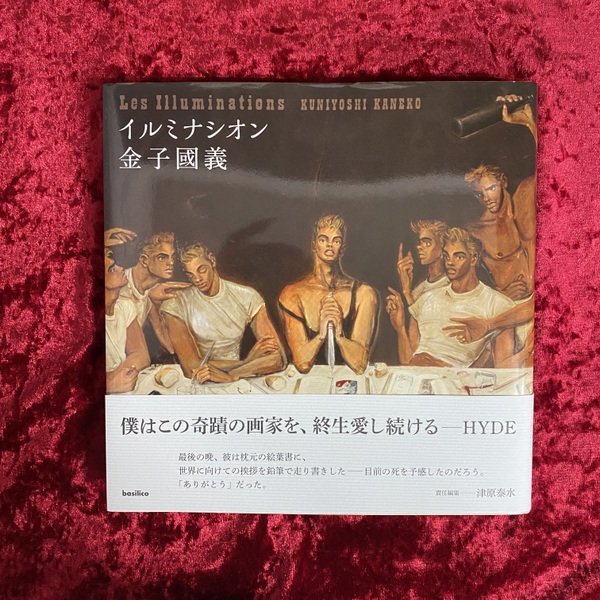 Les Illuminations KUNIYOSHI KANEKO
イルミナシオン
金子國義
僕はこの奇蹟の画家を、終生愛し続ける――HYDE
最後の晩、彼は枕元の絵葉書に、
世界に向けての挨拶を鉛筆で走り書きした――目前の死を予感したのだろう。
「ありがとう」だった。
basilico
責任編集――津原泰水